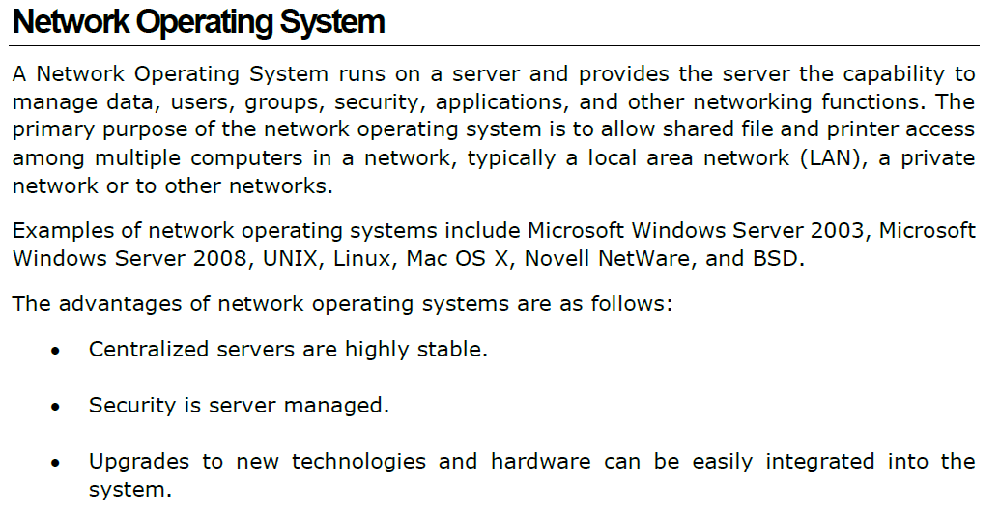 Network Operating System
A Network Operating System runs on a server and provides the server the capability to
manage data, users, groups, security, applications, and other networking functions. The
primary purpose of the network operating system is to allow shared file and printer access
among multiple computers in a network, typically a local area network (LAN), a private
network or to other networks.
Examples of network operating systems include Microsoft Windows Server 2003, Microsoft
Windows Server 2008, UNIX, Linux, Mac OS X, Novell NetWare, and BSD.
The advantages of network operating systems are as follows:
• Centralized servers are highly stable.
• Security is server managed.
• Upgrades to new technologies and hardware can be easily integrated into the
system.